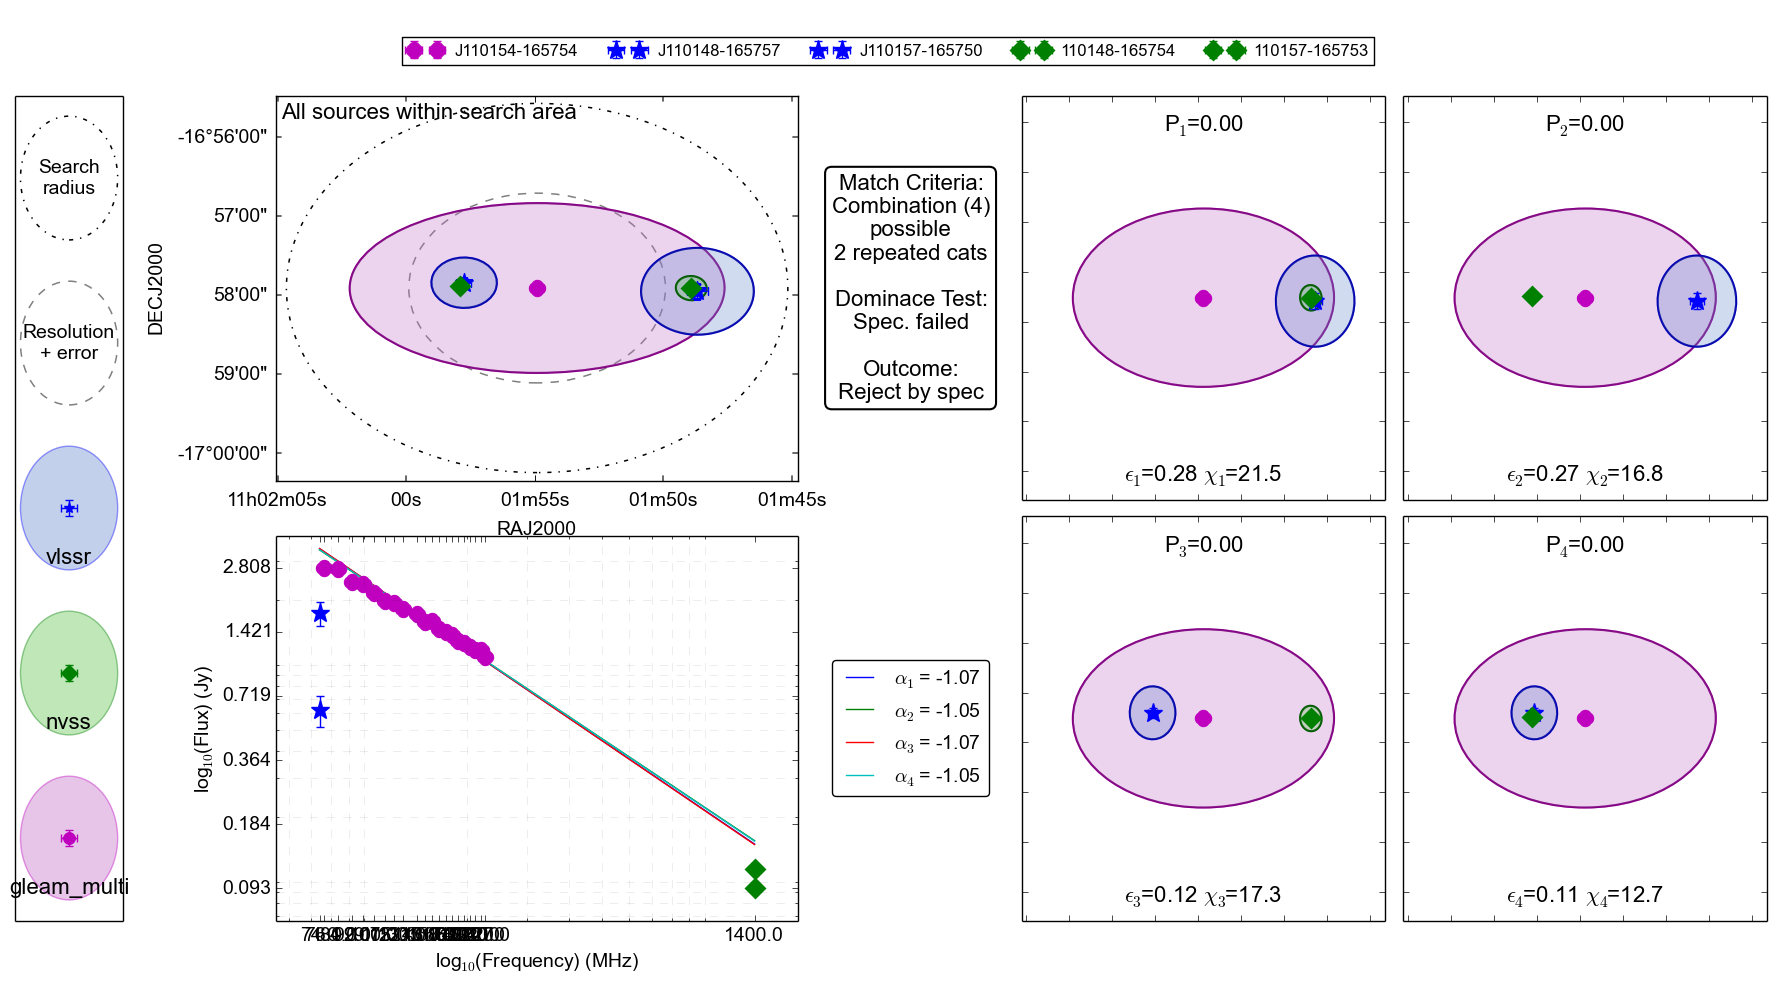 J110154-165754 J110148-165757 J110157-165750 110148-165754 110157-165753
Search
radius
Resolution
+ error
vlssr
nvss
gleam_multi
All sources within search area
DECJ2000
-16°56'00"
57'00"
58'00"
59'00"
-17°00'00"
11h02m05s 00s 01m55s 01m50s 01m45s
RAJ2000
Match Criteria:
Combination (4)
possible
2 repeated cats
Dominace Test:
Spec. failed
Outcome:
Reject by spec
P1=0.00
ϵ1=0.28 χ1=21.5
P2=0.00
ϵ2=0.27 χ2=16.8
log10(Flux) (Jy)
2.808
1.421
0.719
0.364
0.184
0.093
1400.0
log10(Frequency) (MHz)
α1 = -1.07
α2 = -1.05
α3 = -1.07
α4 = -1.05
P3=0.00
ϵ3=0.12 χ3=17.3
P4=0.00
ϵ4=0.11 χ4=12.7